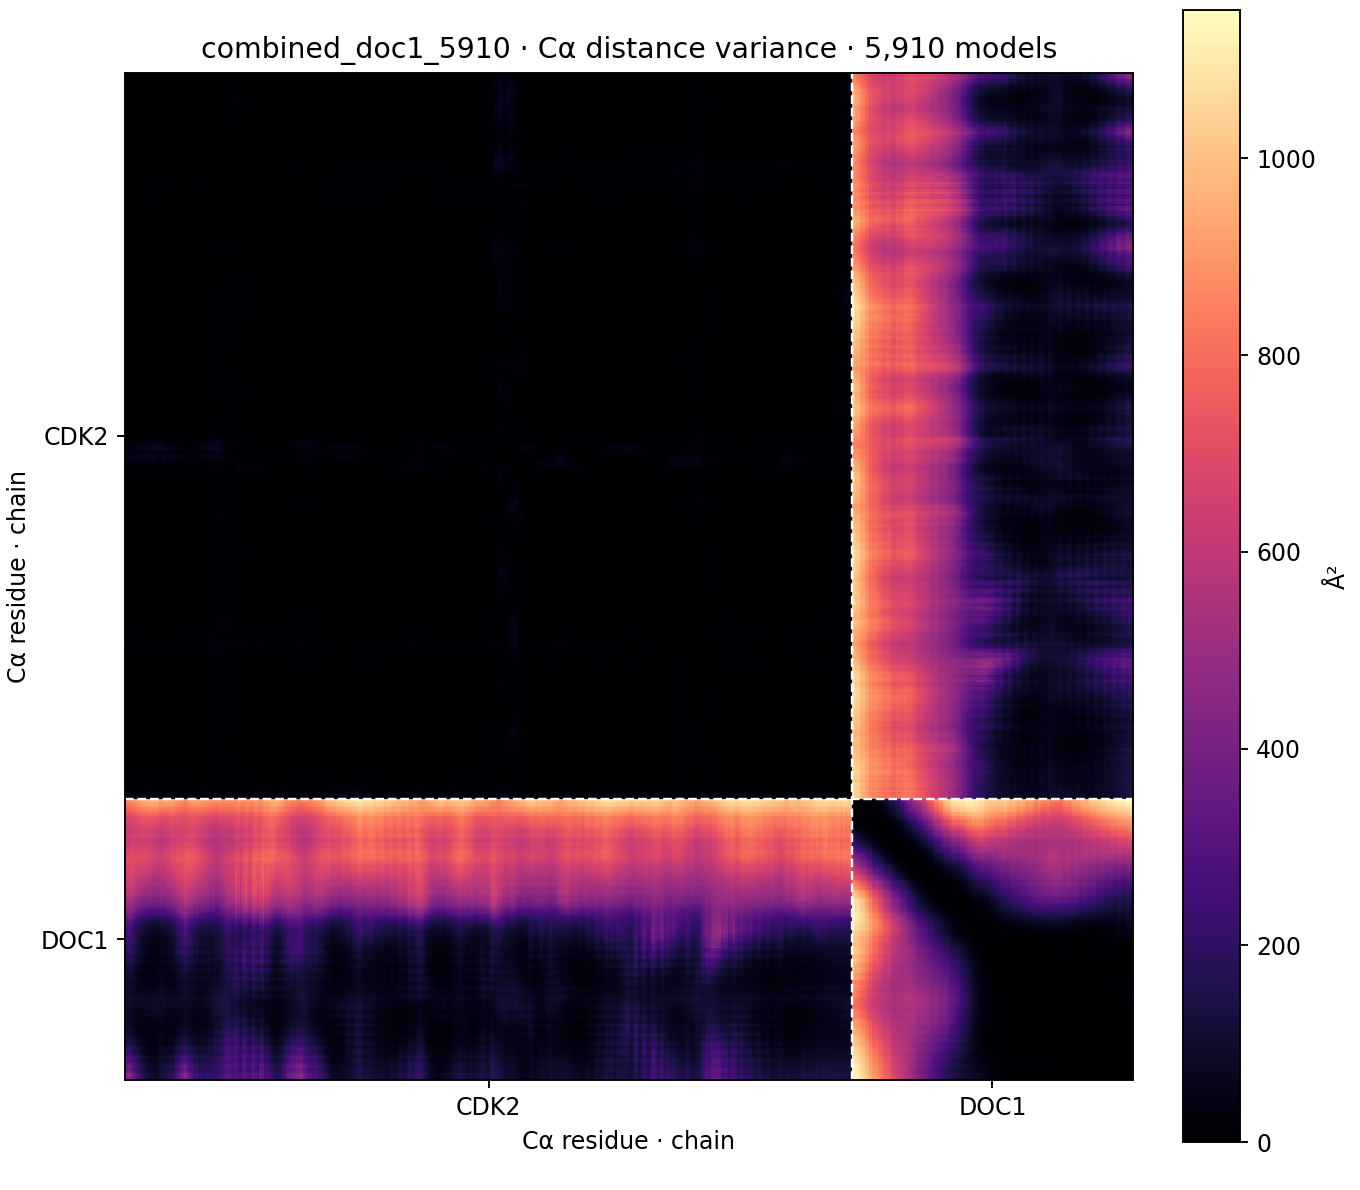 combined_doc1_5910 · Cα distance variance · 5,910 models
CDK2
DOC1
Cα residue · chain
CDK2
DOC1
Cα residue · chain
1000
800
600
400
200
0
Å²